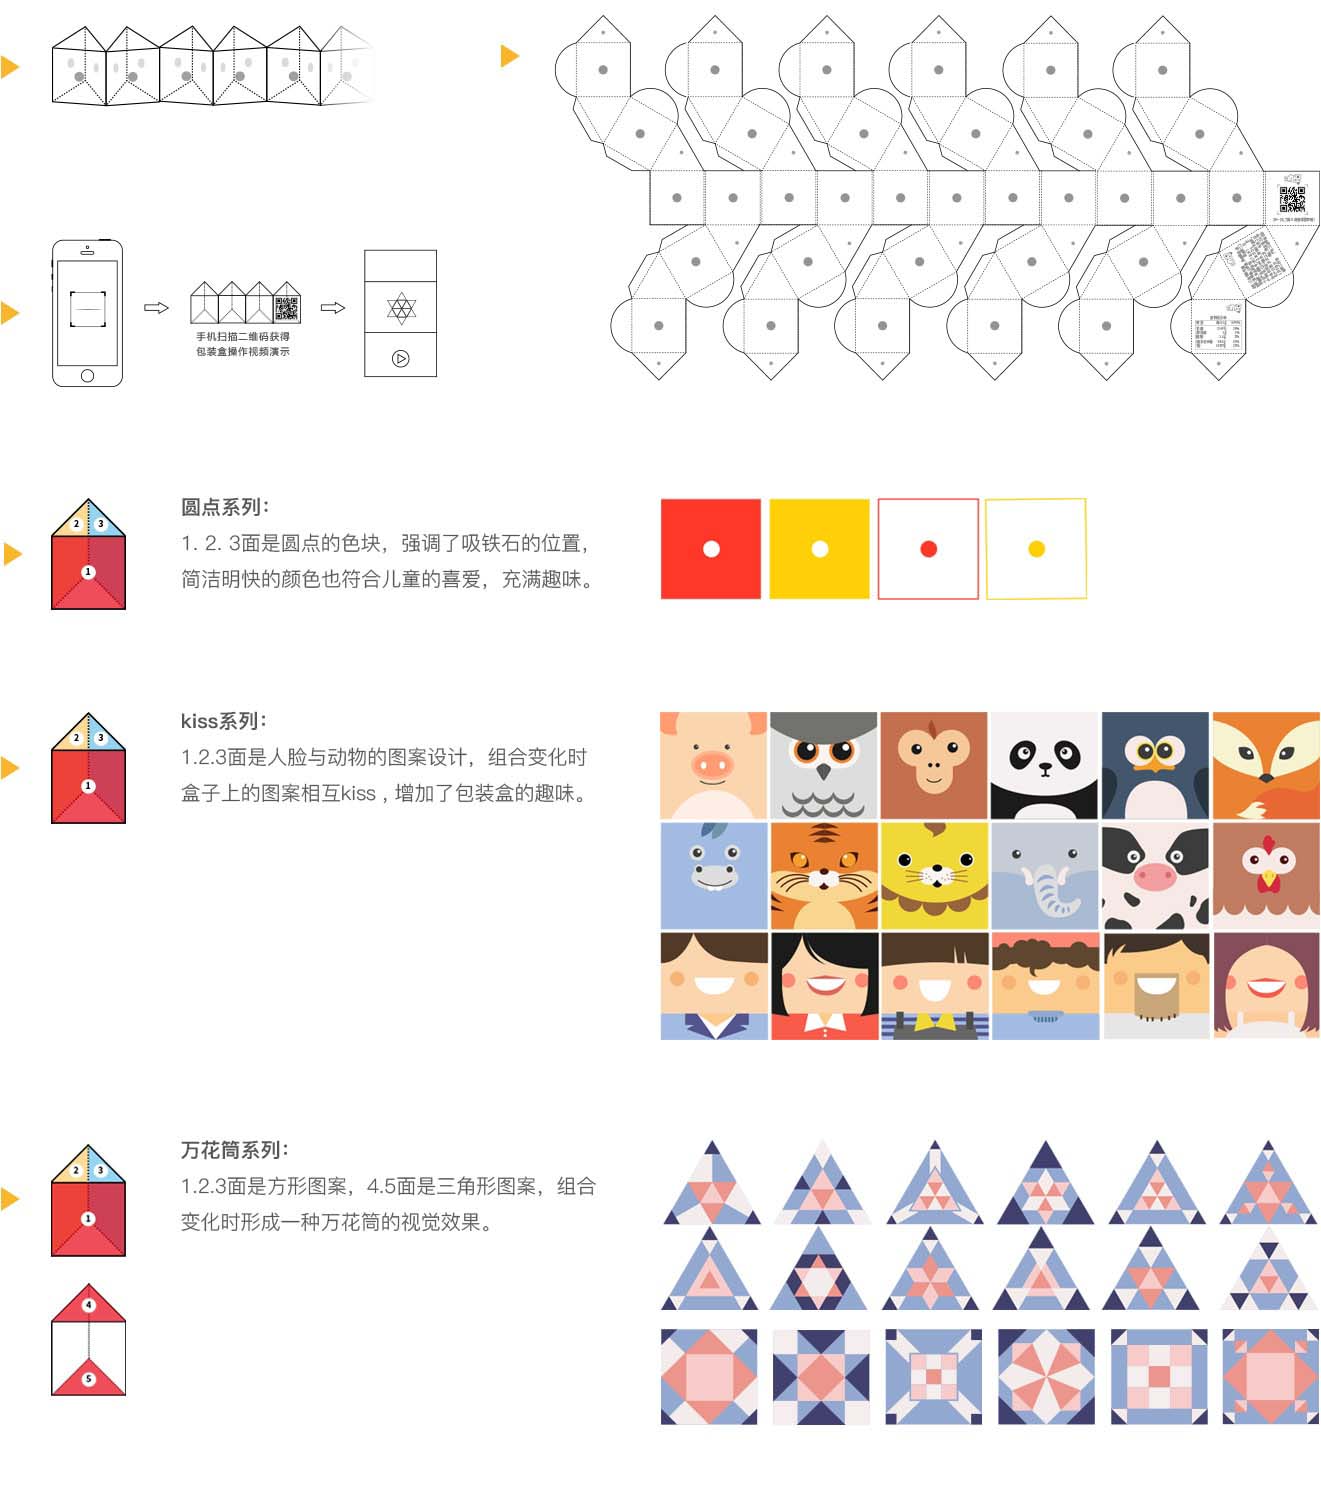 手机扫描二维码获得
包装盒操作视频演示
2 3
1
圆点系列：
1. 2. 3面是圆点的色块，强调了吸铁石的位置，
简洁明快的颜色也符合儿童的喜爱，充满趣味。
2 3
1
kiss系列：
1.2.3面是人脸与动物的图案设计，组合变化时
盒子上的图案相互kiss , 增加了包装盒的趣味。
2 3
1
万花筒系列：
1.2.3面是方形图案，4.5面是三角形图案，组合
变化时形成一种万花筒的视觉效果。
4
5